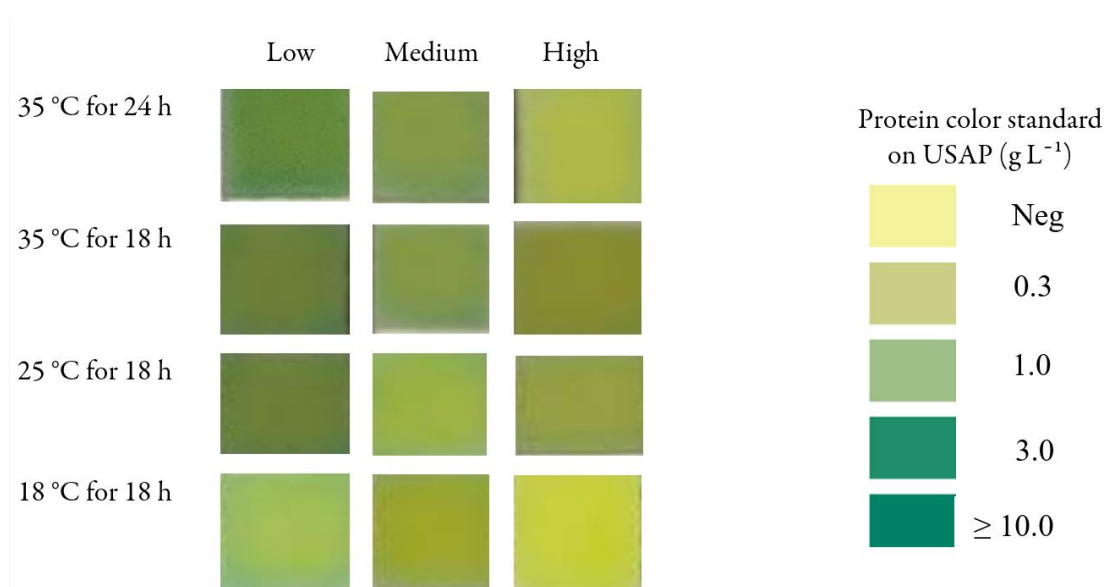 Low Medium High
35 °C for 24 h
35 °C for 18 h
25 °C for 18 h
18 °C for 18 h
Protein color standard
on USAP (g L⁻¹)
Neg
0.3
1.0
3.0
≥ 10.0